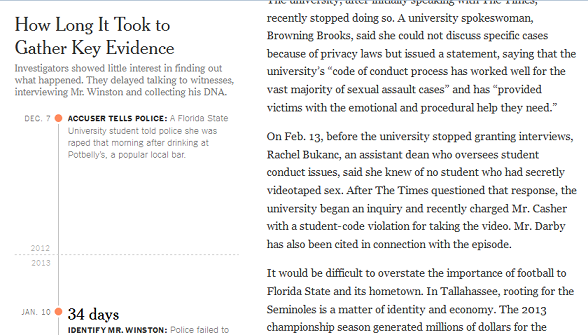 How Long It Took to
Gather Key Evidence
Investigators showed little interest in finding out
what happened. They delayed talking to witnesses,
interviewing Mr. Winston and collecting his DNA.
DEC. 7
ACCUSER TELLS POLICE: A Florida State
University student told police she was
raped that morning after drinking at
Potbelly's, a popular local bar.
2012
2013
JAN. 10
34 days
IDENTIFY MR. WINSTON: Police failed to
The university, after initially speaking with The Times,
recently stopped doing so. A university spokeswoman,
Browning Brooks, said she could not discuss specific cases
because of privacy laws but issued a statement, saying that the
university's “code of conduct process has worked well for the
vast majority of sexual assault cases” and has “provided
victims with the emotional and procedural help they need.”
On Feb. 13, before the university stopped granting interviews,
Rachel Bukanc, an assistant dean who oversees student
conduct issues, said she knew of no student who had secretly
videotaped sex. After The Times questioned that response, the
university began an inquiry and recently charged Mr. Casher
with a student-code violation for taking the video. Mr. Darby
has also been cited in connection with the episode.
It would be difficult to overstate the importance of football to
Florida State and its hometown. In Tallahassee, rooting for the
Seminoles is a matter of identity and economy. The 2013
championship season generated millions of dollars for the